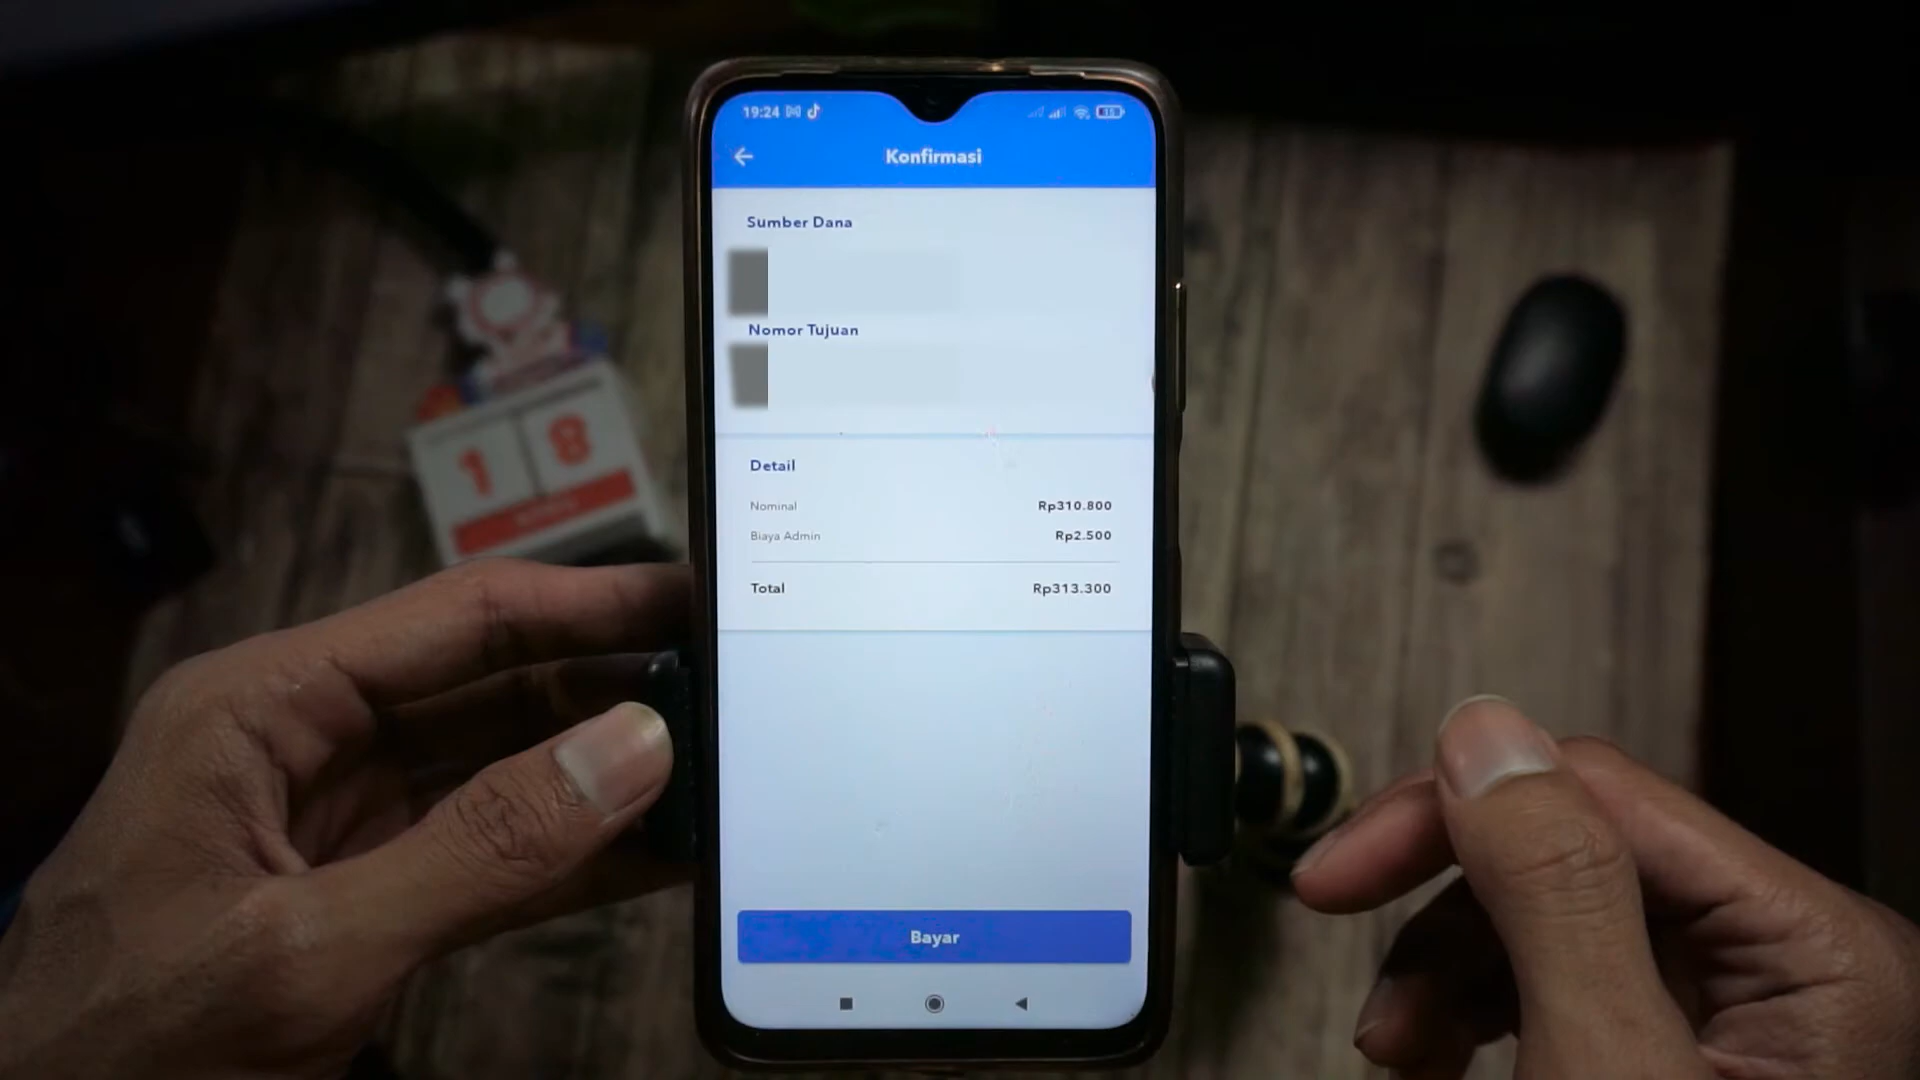 19:24
Konfirmasi
Sumber Dana
Nomor Tujuan
Detail
Nominal Rp310.800
Biaya Admin Rp2.500
Total Rp313.300
Bayar
1 8